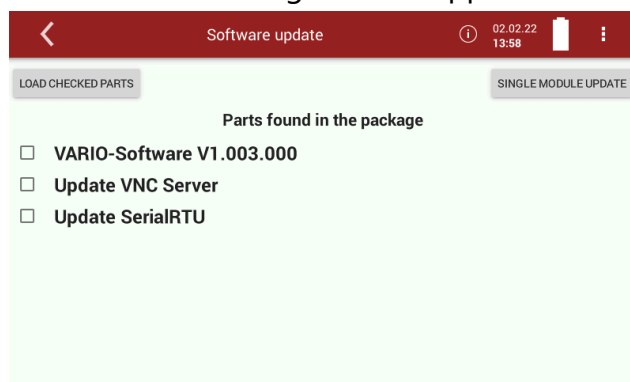 Software update
02.02.22
13:58
LOAD CHECKED PARTS
SINGLE MODULE UPDATE
Parts found in the package
VARIO-Software V1.003.000
Update VNC Server
Update SerialRTU